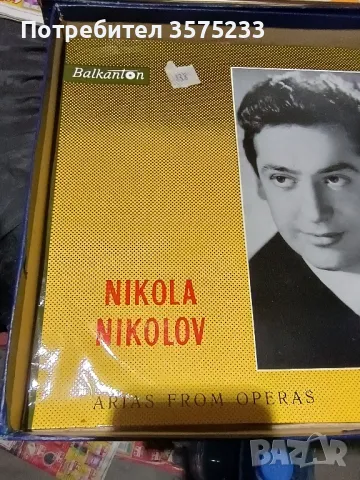 Потребител 3575233
Balkanton
NIKOLA
NIKOLOV
ARIAS FROM OPERAS
BAZAR